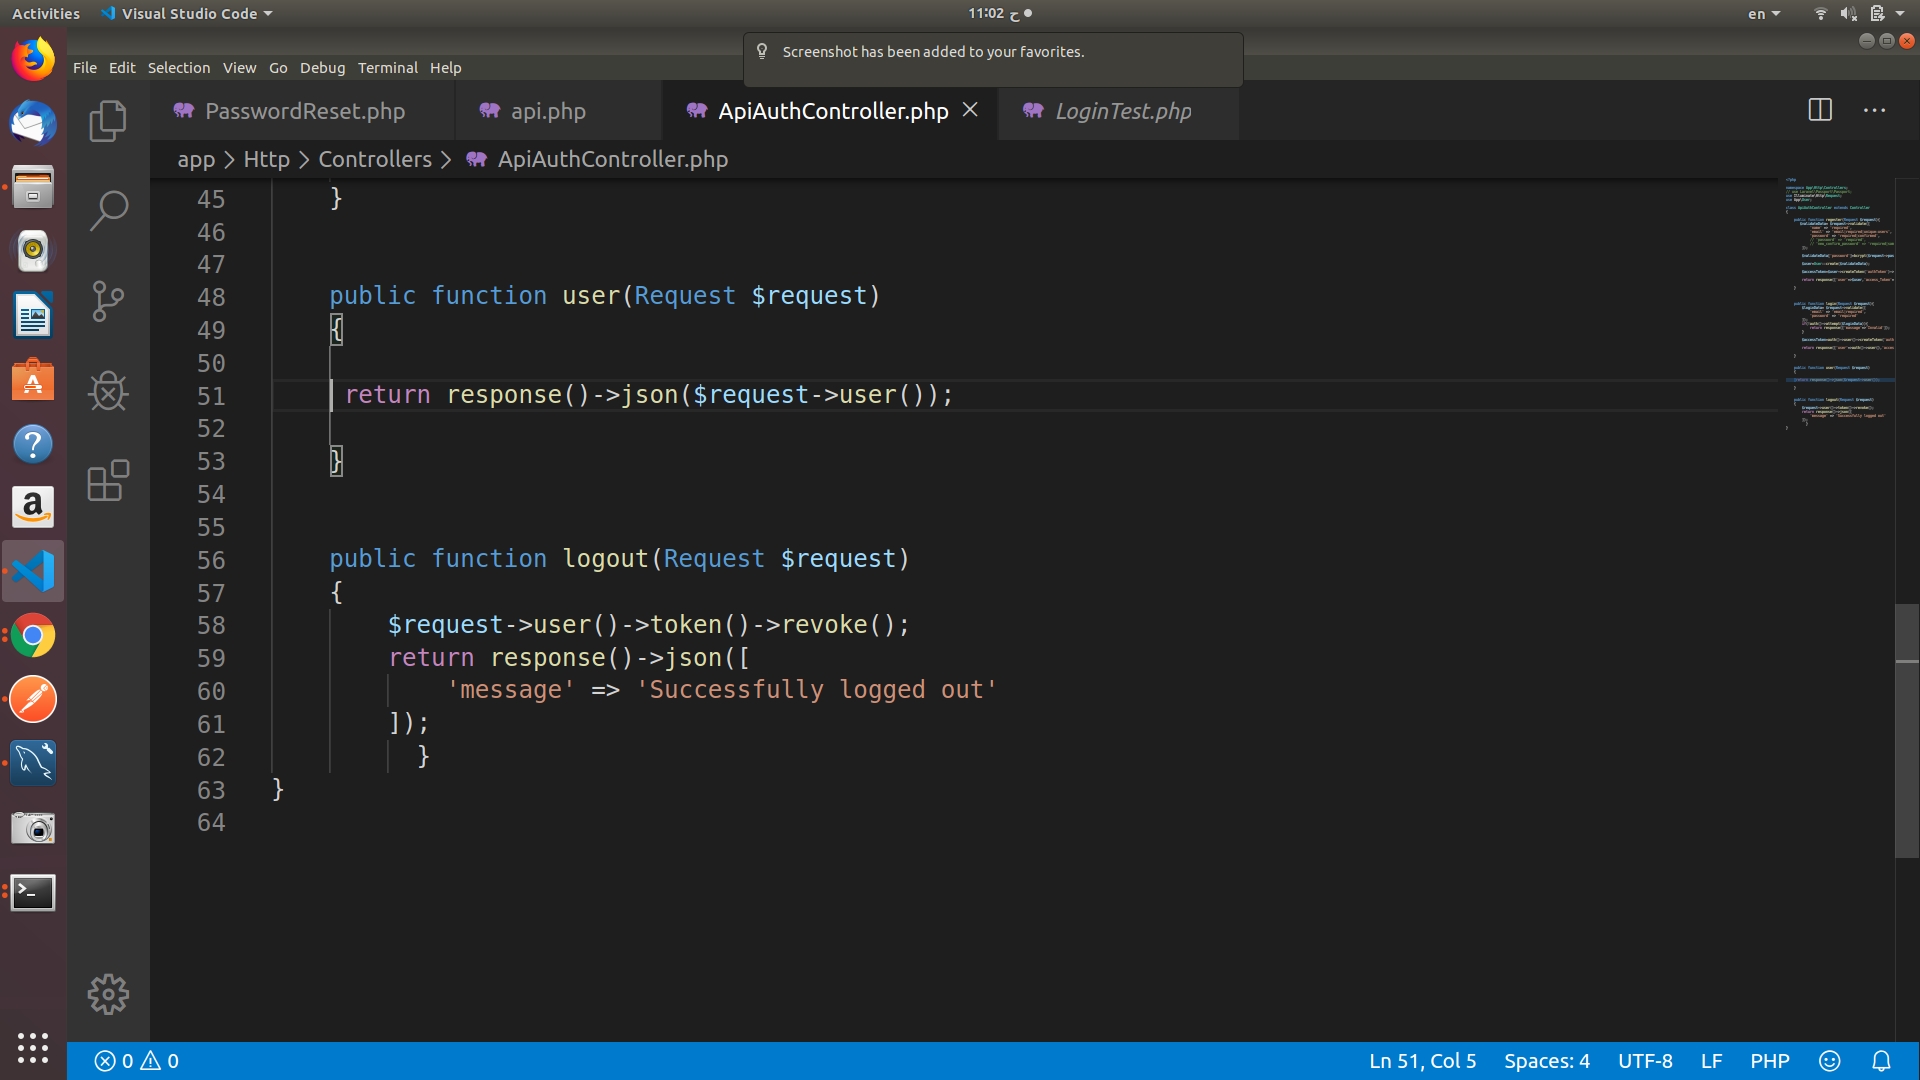 Activities
Visual Studio Code
11:02 ح
en
Screenshot has been added to your favorites.
File Edit Selection View Go Debug Terminal Help
PasswordReset.php
api.php
ApiAuthController.php
LoginTest.php
app > Http > Controllers > ApiAuthController.php
45 }
46
47
48 public function user(Request $request)
49 {
50
51 return response()->json($request->user());
52
53 }
54
55
56 public function logout(Request $request)
57 {
58 $request->user()->token()->revoke();
59 return response()->json([
60 'message' => 'Successfully logged out'
61 ]);
62 }
63 }
64
0 0
Ln 51, Col 5 Spaces: 4 UTF-8 LF PHP